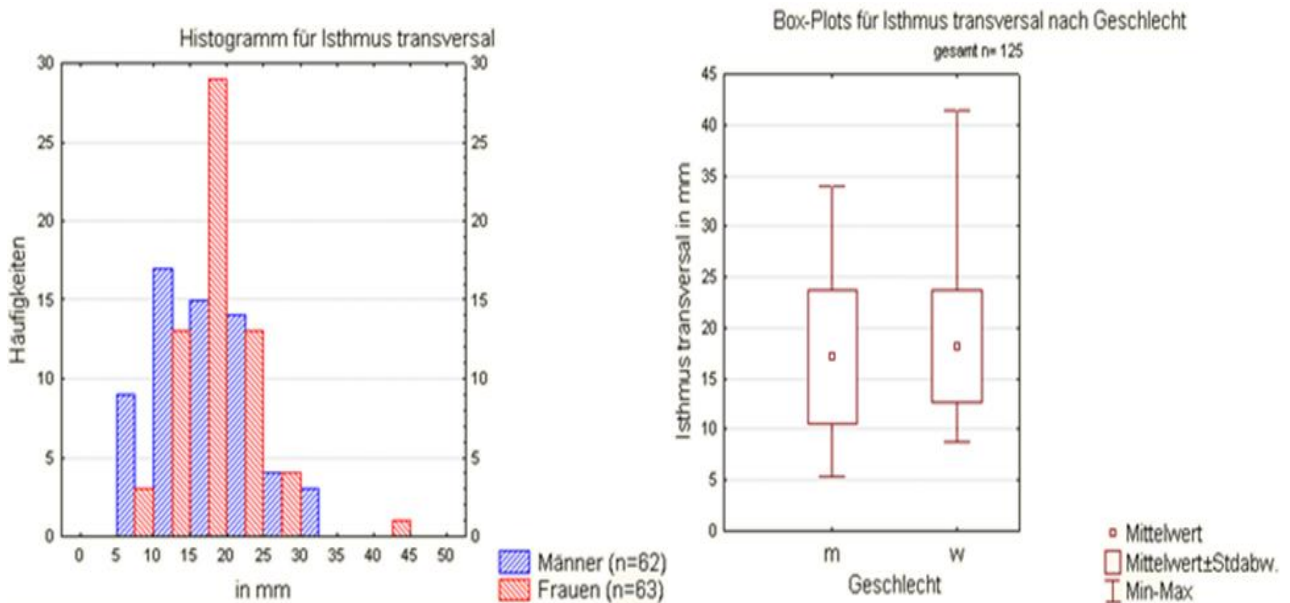 Histogramm für Isthmus transversal
30
25
20
15
10
5
0
30
25
20
15
10
5
0
Häufigkeiten
0 5 10 15 20 25 30 35 40 45 50
in mm
Männer (n=62)
Frauen (n=63)
Box-Plots für Isthmus transversal nach Geschlecht
gesamt n= 125
45
40
35
30
25
20
15
10
5
0
Isthmus transversal in mm
m w
Geschlecht
Mittelwert
Mittelwert±Stdabw.
Min-Max